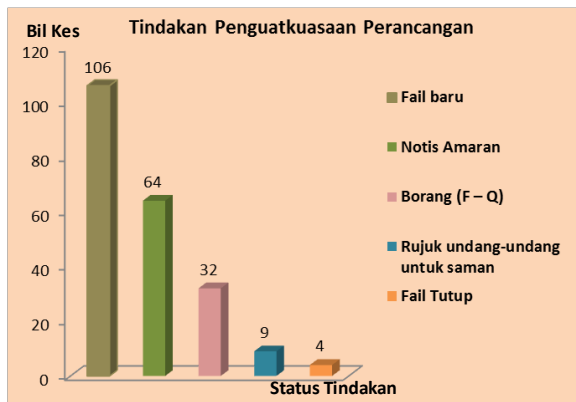 Bil Kes
Tindakan Penguatkuasaan Perancangan
120
100
80
60
40
20
0
106
64
32
9
4
Fail baru
Notis Amaran
Borang (F – Q)
Rujuk undang-undang
untuk saman
Fail Tutup
Status Tindakan